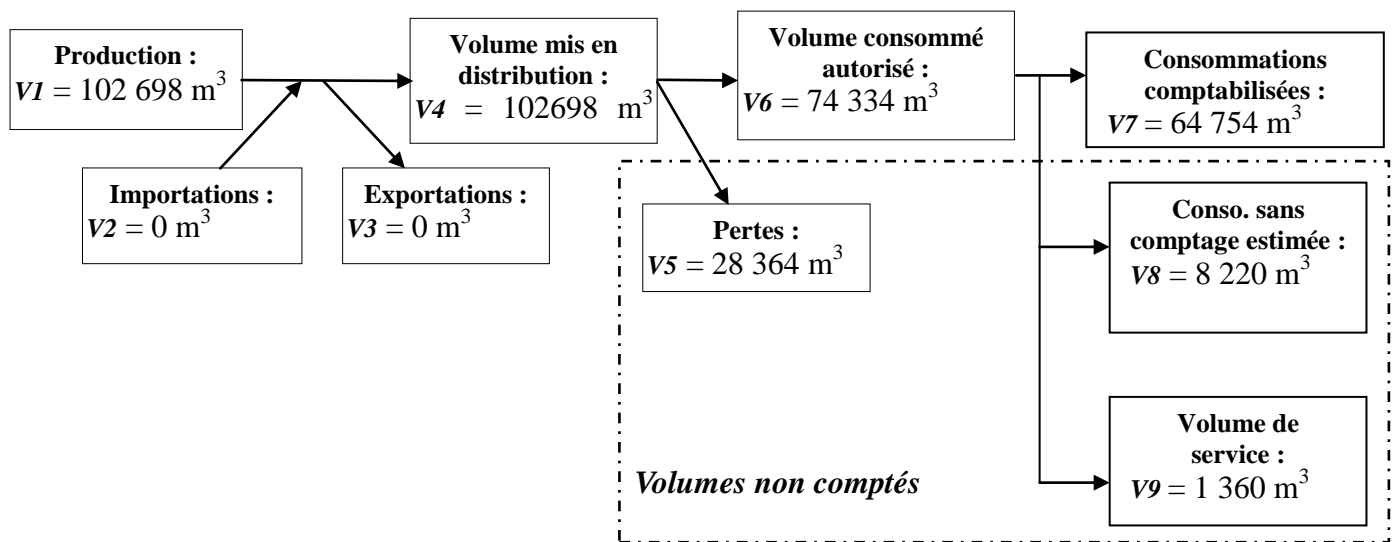 Production :
V1 = 102 698 m³
Volume mis en
distribution :
V4 = 102698 m³
Volume consommé
autorisé :
V6 = 74 334 m³
Consommations
comptabilisées :
V7 = 64 754 m³
Importations :
V2 = 0 m³
Exportations :
V3 = 0 m³
Pertes :
V5 = 28 364 m³
Conso. sans
comptage estimée :
V8 = 8 220 m³
Volumes non comptés
Volume de
service :
V9 = 1 360 m³